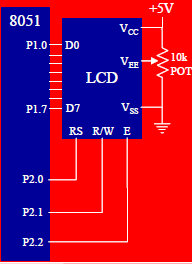 +5V
8051
P1.0 D0 VCC
LCD VEE 10k
POT
P1.7 D7 VSS
RS R/W E
P2.0
P2.1
P2.2